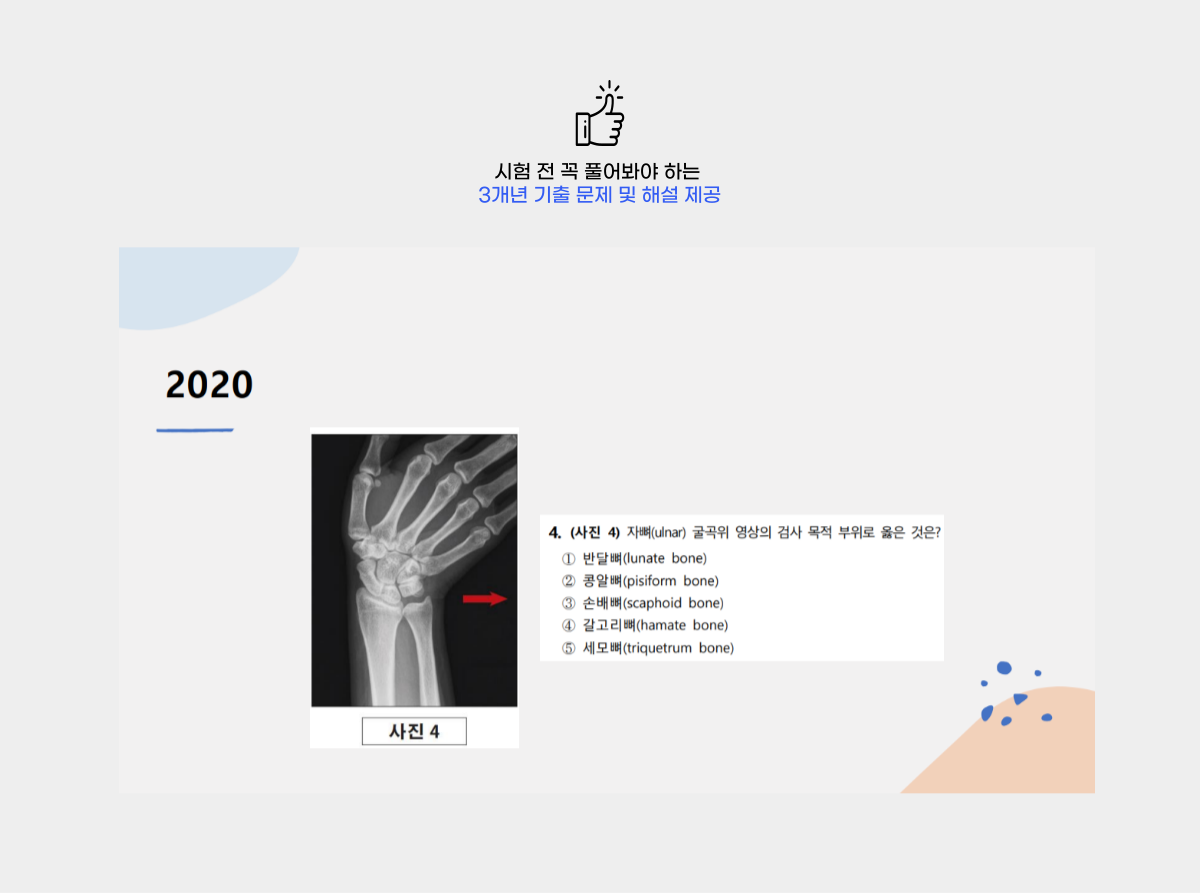 시험 전 꼭 풀어봐야 하는
3개년 기출 문제 및 해설 제공
2020
4. (사진 4) 자뼈(ulnar) 굴곡위 영상의 검사 목적 부위로 옳은 것은?
① 반달뼈(lunate bone)
② 콩알뼈(pisiform bone)
③ 손배뼈(scaphoid bone)
④ 갈고리뼈(hamate bone)
⑤ 세모뼈(triquetrum bone)
사진 4